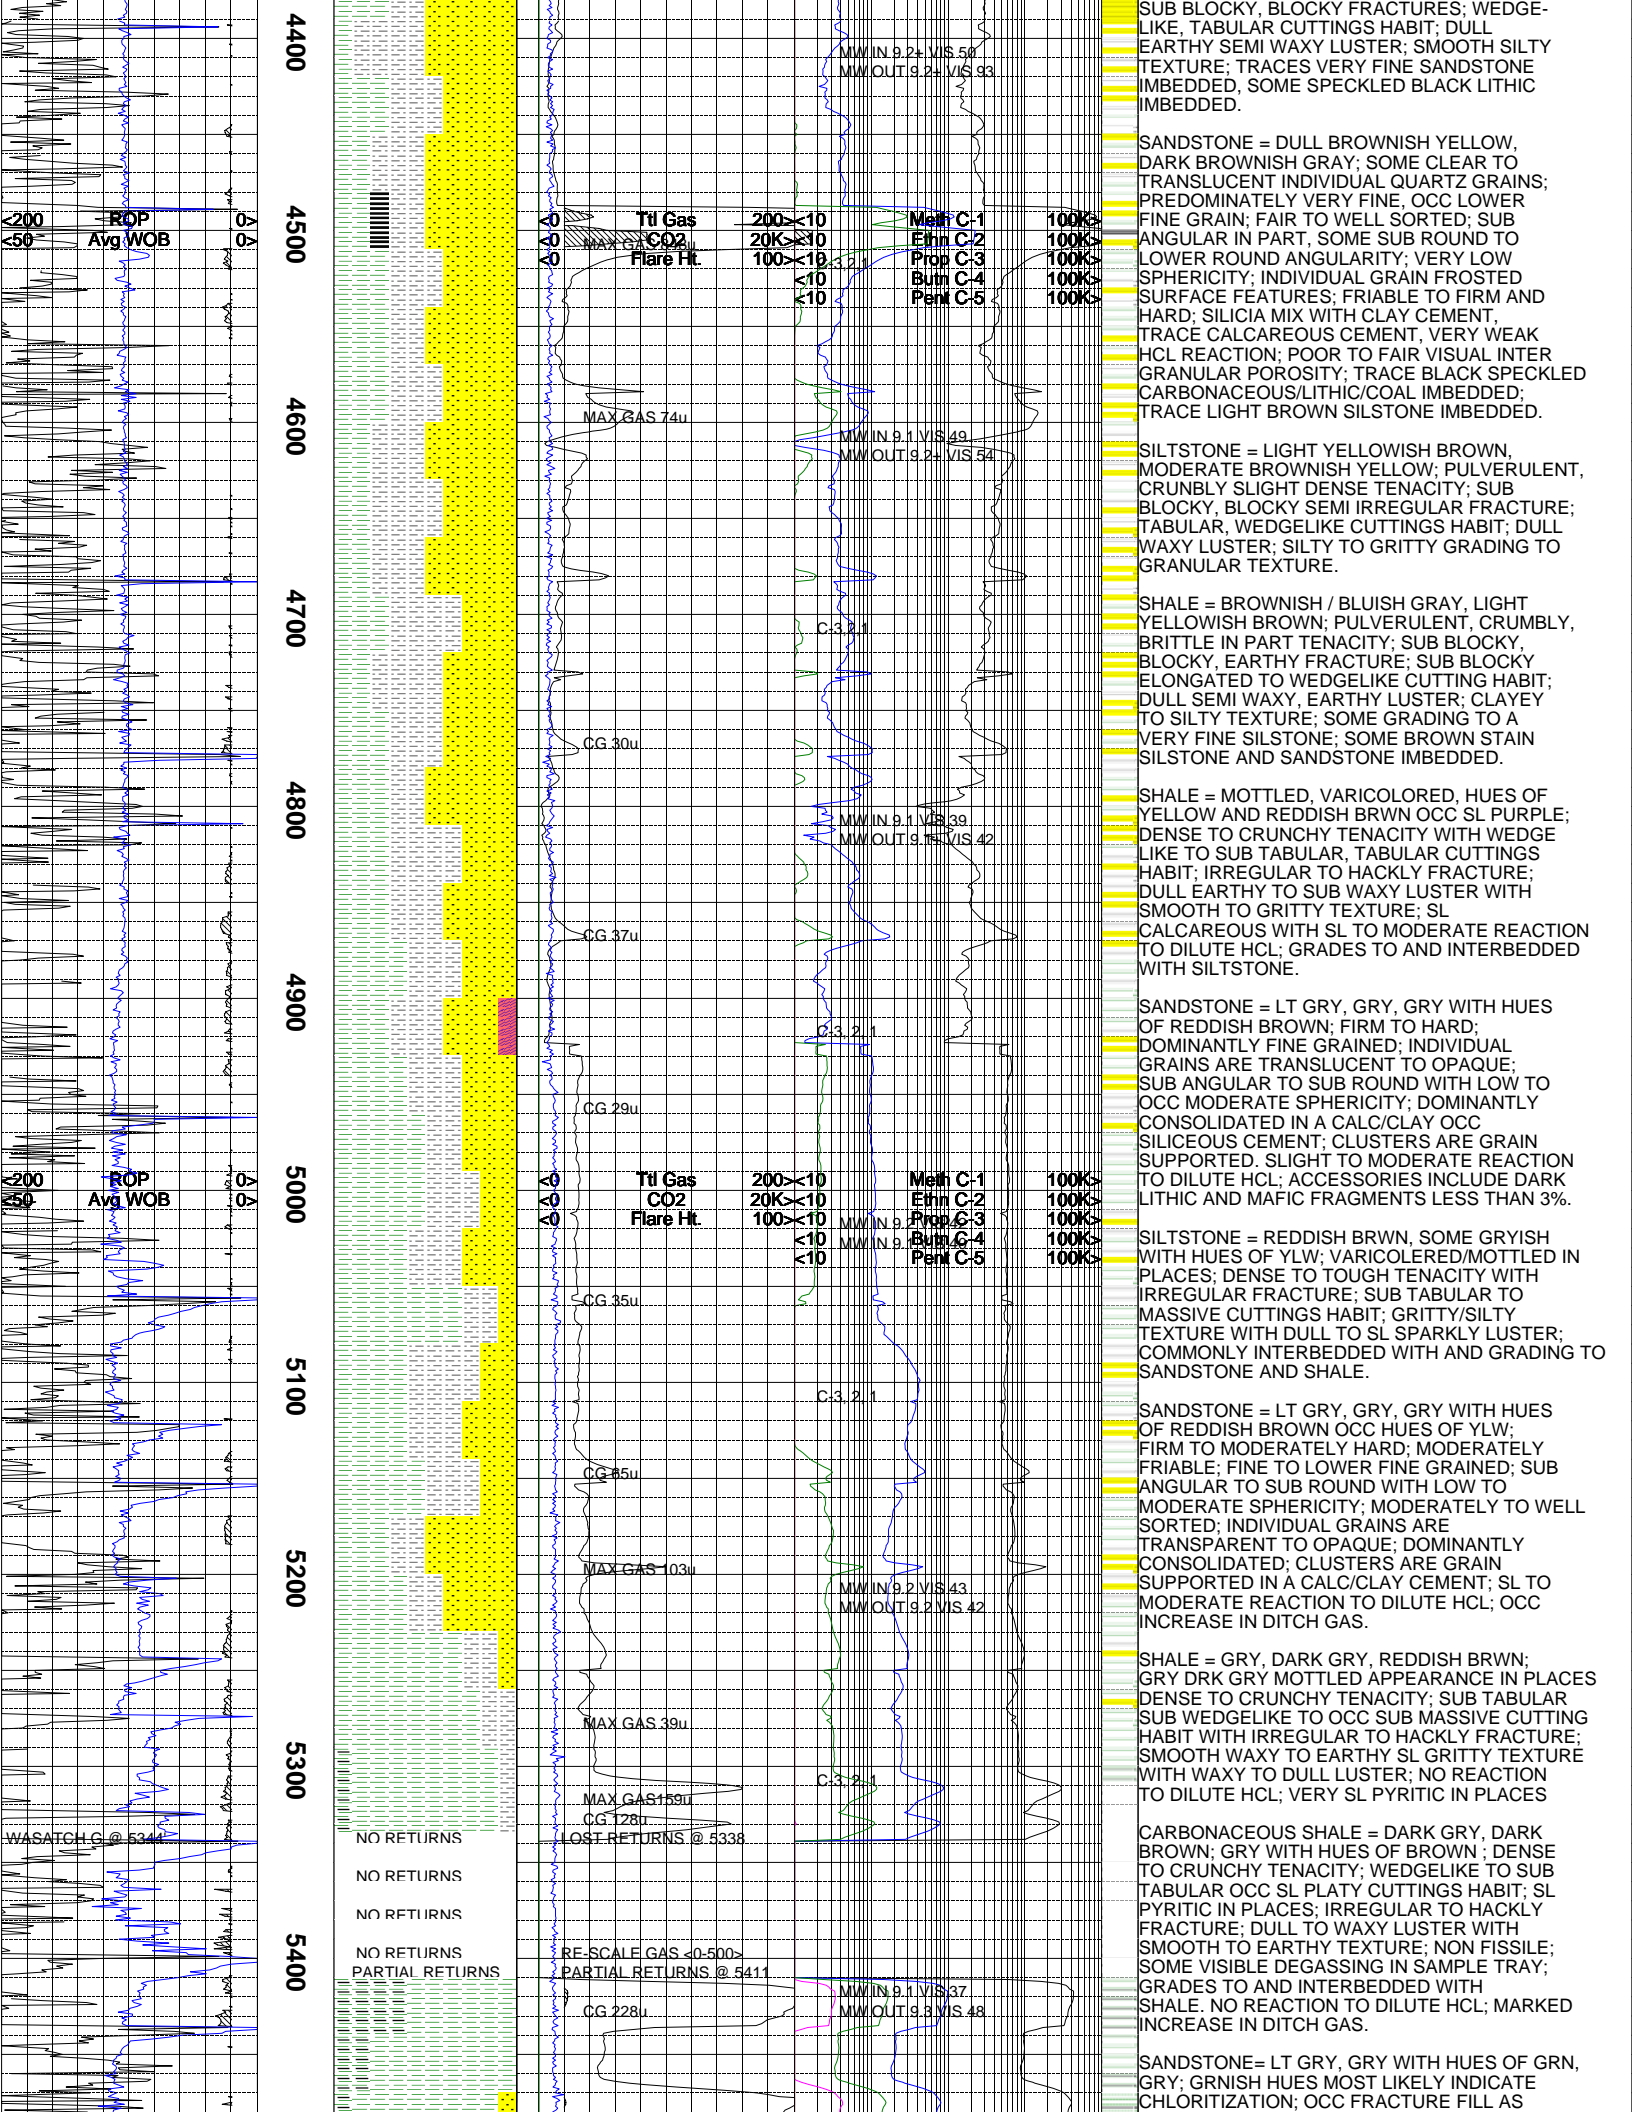 4400
4500
4600
4700
4800
4900
5000
5100
5200
5300
5400
<200 ROP 0>
<50 Avg WOB 0>
<200 ROP 0>
<50 Avg WOB 0>
WASATCH G @ 5344
NO RETURNS
NO RETURNS
NO RETURNS
NO RETURNS
PARTIAL RETURNS
<0 Ttl Gas 200>
<0 CO2 20K>
<0 Flare Ht. 100>
MAX GAS 74u
CG 30u
CG 37u
CG 29u
<0 Ttl Gas 200>
<0 CO2 20K>
<0 Flare Ht. 100>
CG 35u
CG 65u
MAX GAS 103u
MAX GAS 39u
MAX GAS159u
CG 128u
LOST RETURNS @ 5338
RE-SCALE GAS <0-500>
PARTIAL RETURNS @ 5411
CG 228u
MW IN 9.2+ VIS 50
MW OUT 9.2+ VIS 93
<10 Meth C-1 100K>
<10 Ethn C-2 100K>
<10 Prop C-3 100K>
<10 Butn C-4 100K>
<10 Pent C-5 100K>
MW IN 9.1 VIS 49
MW OUT 9.2+ VIS 54
C-3,2,1
MW IN 9.1 VIS 39
MW OUT 9.1+ VIS 42
C-3, 2, 1
<10 Meth C-1 100K>
<10 Ethn C-2 100K>
<10 Prop C-3 100K>
<10 Butn C-4 100K>
<10 Pent C-5 100K>
C-3, 2, 1
MW IN 9.2 VIS 43
MW OUT 9.2 VIS 42
C-3, 2, 1
MW IN 9.1 VIS 37
MW OUT 9.3 VIS 48
SUB BLOCKY, BLOCKY FRACTURES; WEDGE-
LIKE, TABULAR CUTTINGS HABIT; DULL
EARTHY SEMI WAXY LUSTER; SMOOTH SILTY
TEXTURE; TRACES VERY FINE SANDSTONE
IMBEDDED, SOME SPECKLED BLACK LITHIC
IMBEDDED.
SANDSTONE = DULL BROWNISH YELLOW,
DARK BROWNISH GRAY; SOME CLEAR TO
TRANSLUCENT INDIVIDUAL QUARTZ GRAINS;
PREDOMINATELY VERY FINE, OCC LOWER
FINE GRAIN; FAIR TO WELL SORTED; SUB
ANGULAR IN PART, SOME SUB ROUND TO
LOWER ROUND ANGULARITY; VERY LOW
SPHERICITY; INDIVIDUAL GRAIN FROSTED
SURFACE FEATURES; FRIABLE TO FIRM AND
HARD; SILICIA MIX WITH CLAY CEMENT,
TRACE CALCAREOUS CEMENT, VERY WEAK
HCL REACTION; POOR TO FAIR VISUAL INTER
GRANULAR POROSITY; TRACE BLACK SPECKLED
CARBONACEOUS/LITHIC/COAL IMBEDDED;
TRACE LIGHT BROWN SILSTONE IMBEDDED.
SILTSTONE = LIGHT YELLOWISH BROWN,
MODERATE BROWNISH YELLOW; PULVERULENT,
CRUNBLY SLIGHT DENSE TENACITY; SUB
BLOCKY, BLOCKY SEMI IRREGULAR FRACTURE;
TABULAR, WEDGELIKE CUTTINGS HABIT; DULL
WAXY LUSTER; SILTY TO GRITTY GRADING TO
GRANULAR TEXTURE.
SHALE = BROWNISH / BLUISH GRAY, LIGHT
YELLOWISH BROWN; PULVERULENT, CRUMBLY,
BRITTLE IN PART TENACITY; SUB BLOCKY,
BLOCKY, EARTHY FRACTURE; SUB BLOCKY
ELONGATED TO WEDGELIKE CUTTING HABIT;
DULL SEMI WAXY, EARTHY LUSTER; CLAYEY
TO SILTY TEXTURE; SOME GRADING TO A
VERY FINE SILSTONE; SOME BROWN STAIN
SILSTONE AND SANDSTONE IMBEDDED.
SHALE = MOTTLED, VARICOLORED, HUES OF
YELLOW AND REDDISH BRWN OCC SL PURPLE;
DENSE TO CRUNCHY TENACITY WITH WEDGE
LIKE TO SUB TABULAR, TABULAR CUTTINGS
HABIT; IRREGULAR TO HACKLY FRACTURE;
DULL EARTHY TO SUB WAXY LUSTER WITH
SMOOTH TO GRITTY TEXTURE; SL
CALCAREOUS WITH SL TO MODERATE REACTION
TO DILUTE HCL; GRADES TO AND INTERBEDDED
WITH SILTSTONE.
SANDSTONE = LT GRY, GRY, GRY WITH HUES
OF REDDISH BROWN; FIRM TO HARD;
DOMINANTLY FINE GRAINED; INDIVIDUAL
GRAINS ARE TRANSLUCENT TO OPAQUE;
SUB ANGULAR TO SUB ROUND WITH LOW TO
OCC MODERATE SPHERICITY; DOMINANTLY
CONSOLIDATED IN A CALC/CLAY OCC
SILICEOUS CEMENT; CLUSTERS ARE GRAIN
SUPPORTED. SLIGHT TO MODERATE REACTION
TO DILUTE HCL; ACCESSORIES INCLUDE DARK
LITHIC AND MAFIC FRAGMENTS LESS THAN 3%.
SILTSTONE = REDDISH BRWN, SOME GRYISH
WITH HUES OF YLW; VARICOLERED/MOTTLED IN
PLACES; DENSE TO TOUGH TENACITY WITH
IRREGULAR FRACTURE; SUB TABULAR TO
MASSIVE CUTTINGS HABIT; GRITTY/SILTY
TEXTURE WITH DULL TO SL SPARKLY LUSTER;
COMMONLY INTERBEDDED WITH AND GRADING TO
SANDSTONE AND SHALE.
SANDSTONE = LT GRY, GRY, GRY WITH HUES
OF REDDISH BROWN OCC HUES OF YLW;
FIRM TO MODERATELY HARD; MODERATELY
FRIABLE; FINE TO LOWER FINE GRAINED; SUB
ANGULAR TO SUB ROUND WITH LOW TO
MODERATE SPHERICITY; MODERATELY TO WELL
SORTED; INDIVIDUAL GRAINS ARE
TRANSPARENT TO OPAQUE; DOMINANTLY
CONSOLIDATED; CLUSTERS ARE GRAIN
SUPPORTED IN A CALC/CLAY CEMENT; SL TO
MODERATE REACTION TO DILUTE HCL; OCC
INCREASE IN DITCH GAS.
SHALE = GRY, DARK GRY, REDDISH BRWN;
GRY DRK GRY MOTTLED APPEARANCE IN PLACES
DENSE TO CRUNCHY TENACITY; SUB TABULAR
SUB WEDGELIKE TO OCC SUB MASSIVE CUTTING
HABIT WITH IRREGULAR TO HACKLY FRACTURE;
SMOOTH WAXY TO EARTHY SL GRITTY TEXTURE
WITH WAXY TO DULL LUSTER; NO REACTION
TO DILUTE HCL; VERY SL PYRITIC IN PLACES
CARBONACEOUS SHALE = DARK GRY, DARK
BROWN; GRY WITH HUES OF BROWN ; DENSE
TO CRUNCHY TENACITY; WEDGELIKE TO SUB
TABULAR OCC SL PLATY CUTTINGS HABIT; SL
PYRITIC IN PLACES; IRREGULAR TO HACKLY
FRACTURE; DULL TO WAXY LUSTER WITH
SMOOTH TO EARTHY TEXTURE; NON FISSILE;
SOME VISIBLE DEGASSING IN SAMPLE TRAY;
GRADES TO AND INTERBEDDED WITH
SHALE. NO REACTION TO DILUTE HCL; MARKED
INCREASE IN DITCH GAS.
SANDSTONE= LT GRY, GRY WITH HUES OF GRN,
GRY; GRNISH HUES MOST LIKELY INDICATE
CHLORITIZATION; OCC FRACTURE FILL AS